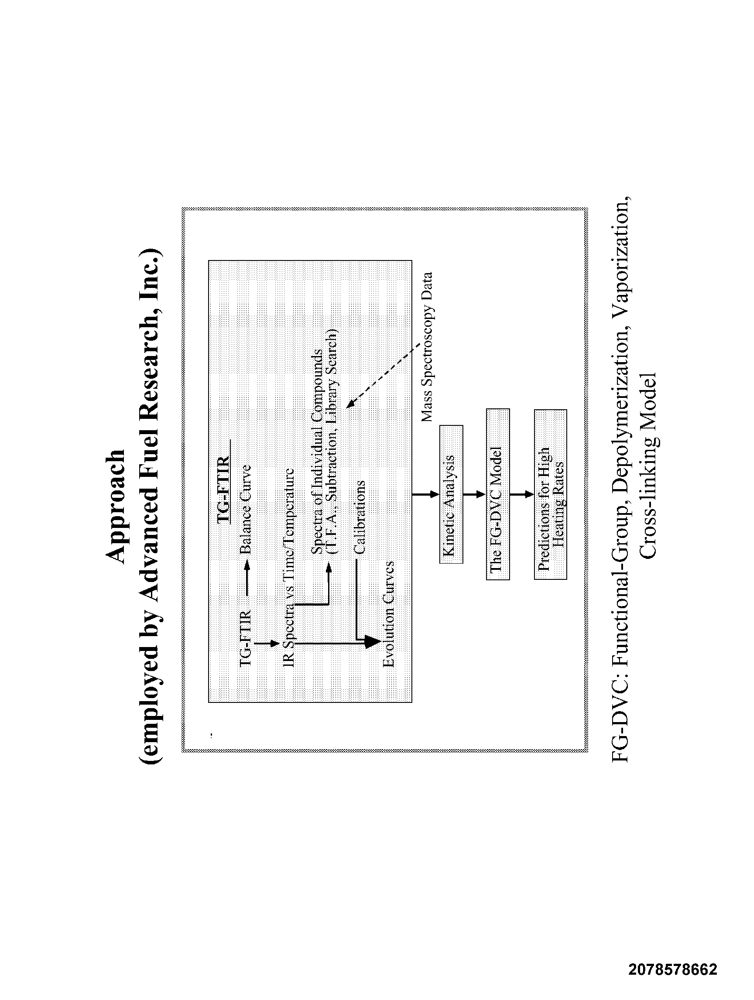 Approach
(employed by Advanced Fuel Research, Inc.)
TG-FTIR
TG-FTIR
Balance Curve
IR Spectra vs Time/Temperature
Spectra of Individual Compounds
(T.F.A., Subtraction, Library Search)
Calibrations
Evolution Curves
Mass Spectroscopy Data
Kinetic Analysis
The FG-DVC Model
Predictions for High
Heating Rates
FG-DVC: Functional-Group, Depolymerization, Vaporization,
Cross-linking Model
2078578662